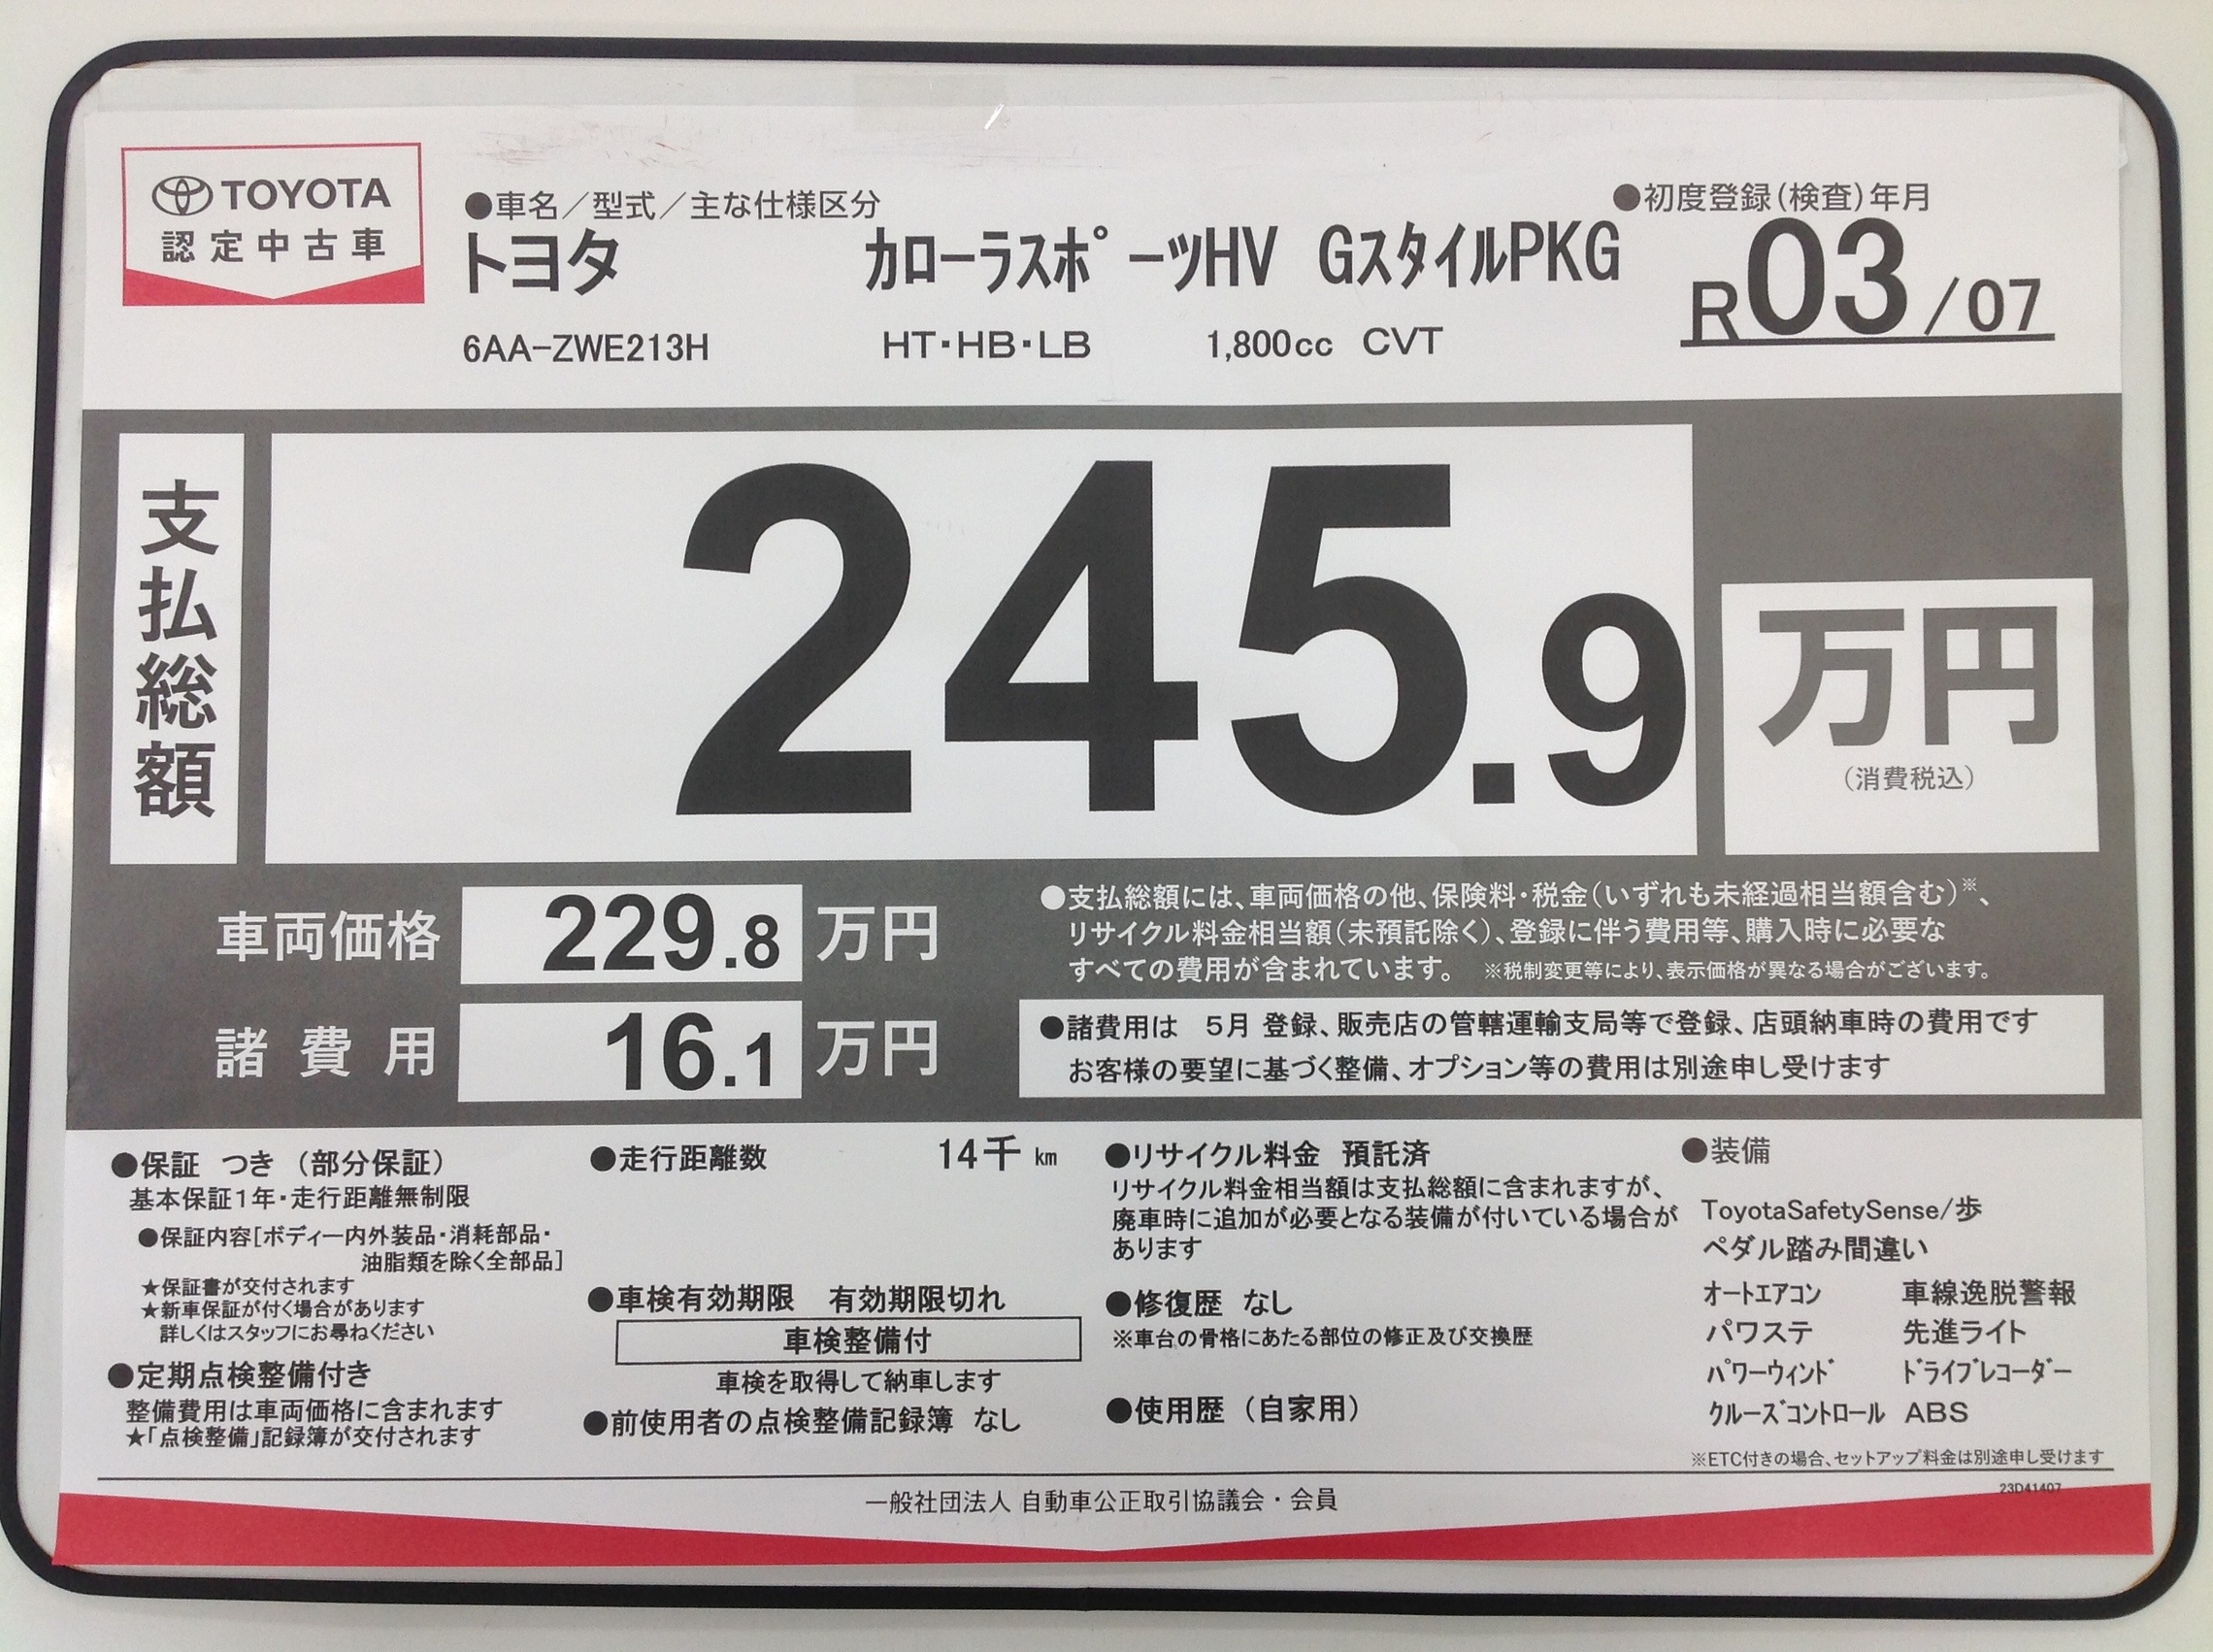 TOYOTA
認定中古車
●車名／型式／主な仕様区分
●初度登録(検査)年月
トヨタ ｶﾛｰﾗｽﾎﾟｰﾂHV GｽﾀｲﾙPKG
R03/07
6AA-ZWE213H HT・HB・LB 1,800cc CVT
支払総額
245.9
万円
(消費税込)
車両価格 229.8 万円
諸費用 16.1 万円
●支払総額には、車両価格の他、保険料・税金(いずれも未経過相当額含む)※、
リサイクル料金相当額(未預託除く)、登録に伴う費用等、購入時に必要な
すべての費用が含まれています。 ※税制変更等により、表示価格が異なる場合がございます。
●諸費用は 5月 登録、販売店の管轄運輸支局等で登録、店頭納車時の費用です
お客様の要望に基づく整備、オプション等の費用は別途申し受けます
●保証 つき (部分保証)
基本保証1年・走行距離無制限
●保証内容[ボディー内外装品・消耗部品・
油脂類を除く全部品]
★保証書が交付されます
★新車保証が付く場合があります
詳しくはスタッフにお尋ねください
●定期点検整備付き
整備費用は車両価格に含まれます
★「点検整備」記録簿が交付されます
●走行距離数 14千 km
●車検有効期限 有効期限切れ
車検整備付
車検を取得して納車します
●前使用者の点検整備記録簿 なし
●リサイクル料金 預託済
リサイクル料金相当額は支払総額に含まれますが、
廃車時に追加が必要となる装備が付いている場合が
あります
●修復歴 なし
※車台の骨格にあたる部位の修正及び交換歴
●使用歴 (自家用)
●装備
ToyotaSafetySense/歩
ペダル踏み間違い
ｵｰﾄｴｱｺﾝ 車線逸脱警報
パワステ 先進ライト
ﾊﾟﾜｰｳｨﾝﾄﾞ ﾄﾞﾗｲﾌﾞﾚｺｰﾀﾞｰ
ｸﾙｰｽﾞｺﾝﾄﾛｰﾙ ABS
※ETC付きの場合、セットアップ料金は別途申し受けます
23D41407
一般社団法人 自動車公正取引協議会・会員